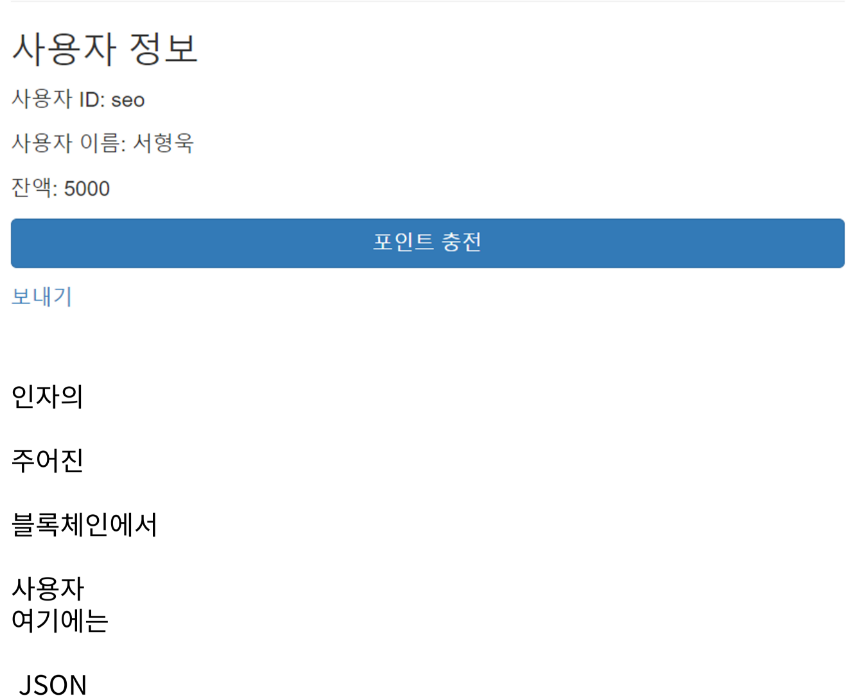 사용자 정보
사용자 ID: seo
사용자 이름: 서형욱
잔액: 5000
포인트 충전
보내기
인자의
주어진
블록체인에서
사용자
여기에는
JSON